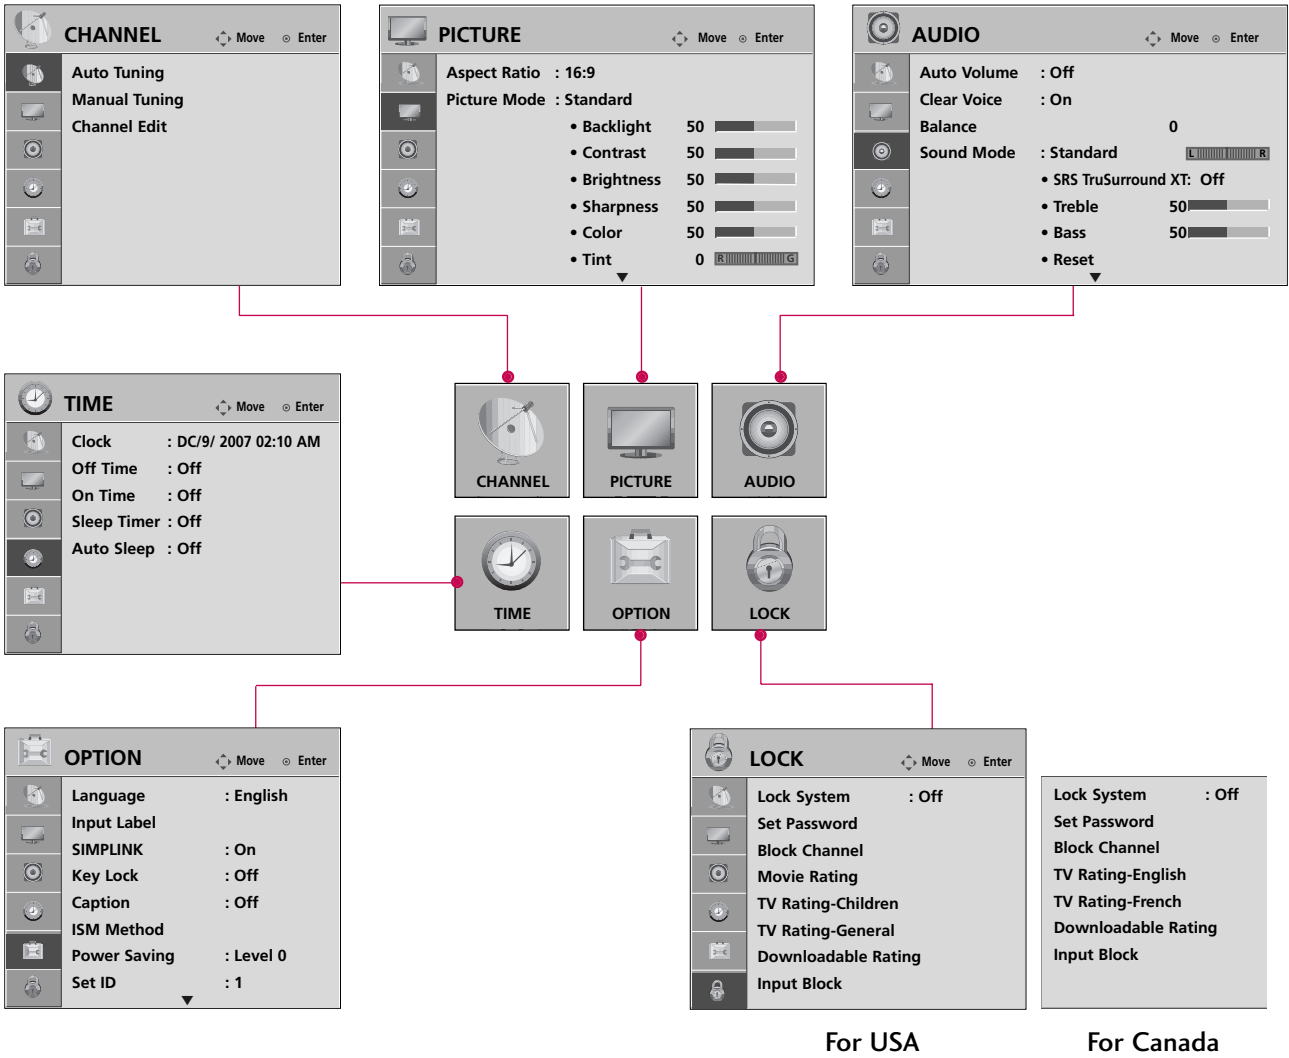 CHANNEL Move Enter
Auto Tuning
Manual Tuning
Channel Edit
PICTURE Move Enter
Aspect Ratio : 16:9
Picture Mode : Standard
• Backlight 50
• Contrast 50
• Brightness 50
• Sharpness 50
• Color 50
• Tint 0 R G
AUDIO Move Enter
Auto Volume : Off
Clear Voice : On
Balance 0
Sound Mode : Standard L R
• SRS TruSurround XT: Off
• Treble 50
• Bass 50
• Reset
TIME Move Enter
Clock : DC/9/ 2007 02:10 AM
Off Time : Off
On Time : Off
Sleep Timer : Off
Auto Sleep : Off
CHANNEL
PICTURE
AUDIO
TIME
OPTION
LOCK
OPTION Move Enter
Language : English
Input Label
SIMPLINK : On
Key Lock : Off
Caption : Off
ISM Method
Power Saving : Level 0
Set ID : 1
LOCK Move Enter
Lock System : Off
Set Password
Block Channel
Movie Rating
TV Rating-Children
TV Rating-General
Downloadable Rating
Input Block
For USA
Lock System : Off
Set Password
Block Channel
TV Rating-English
TV Rating-French
Downloadable Rating
Input Block
For Canada